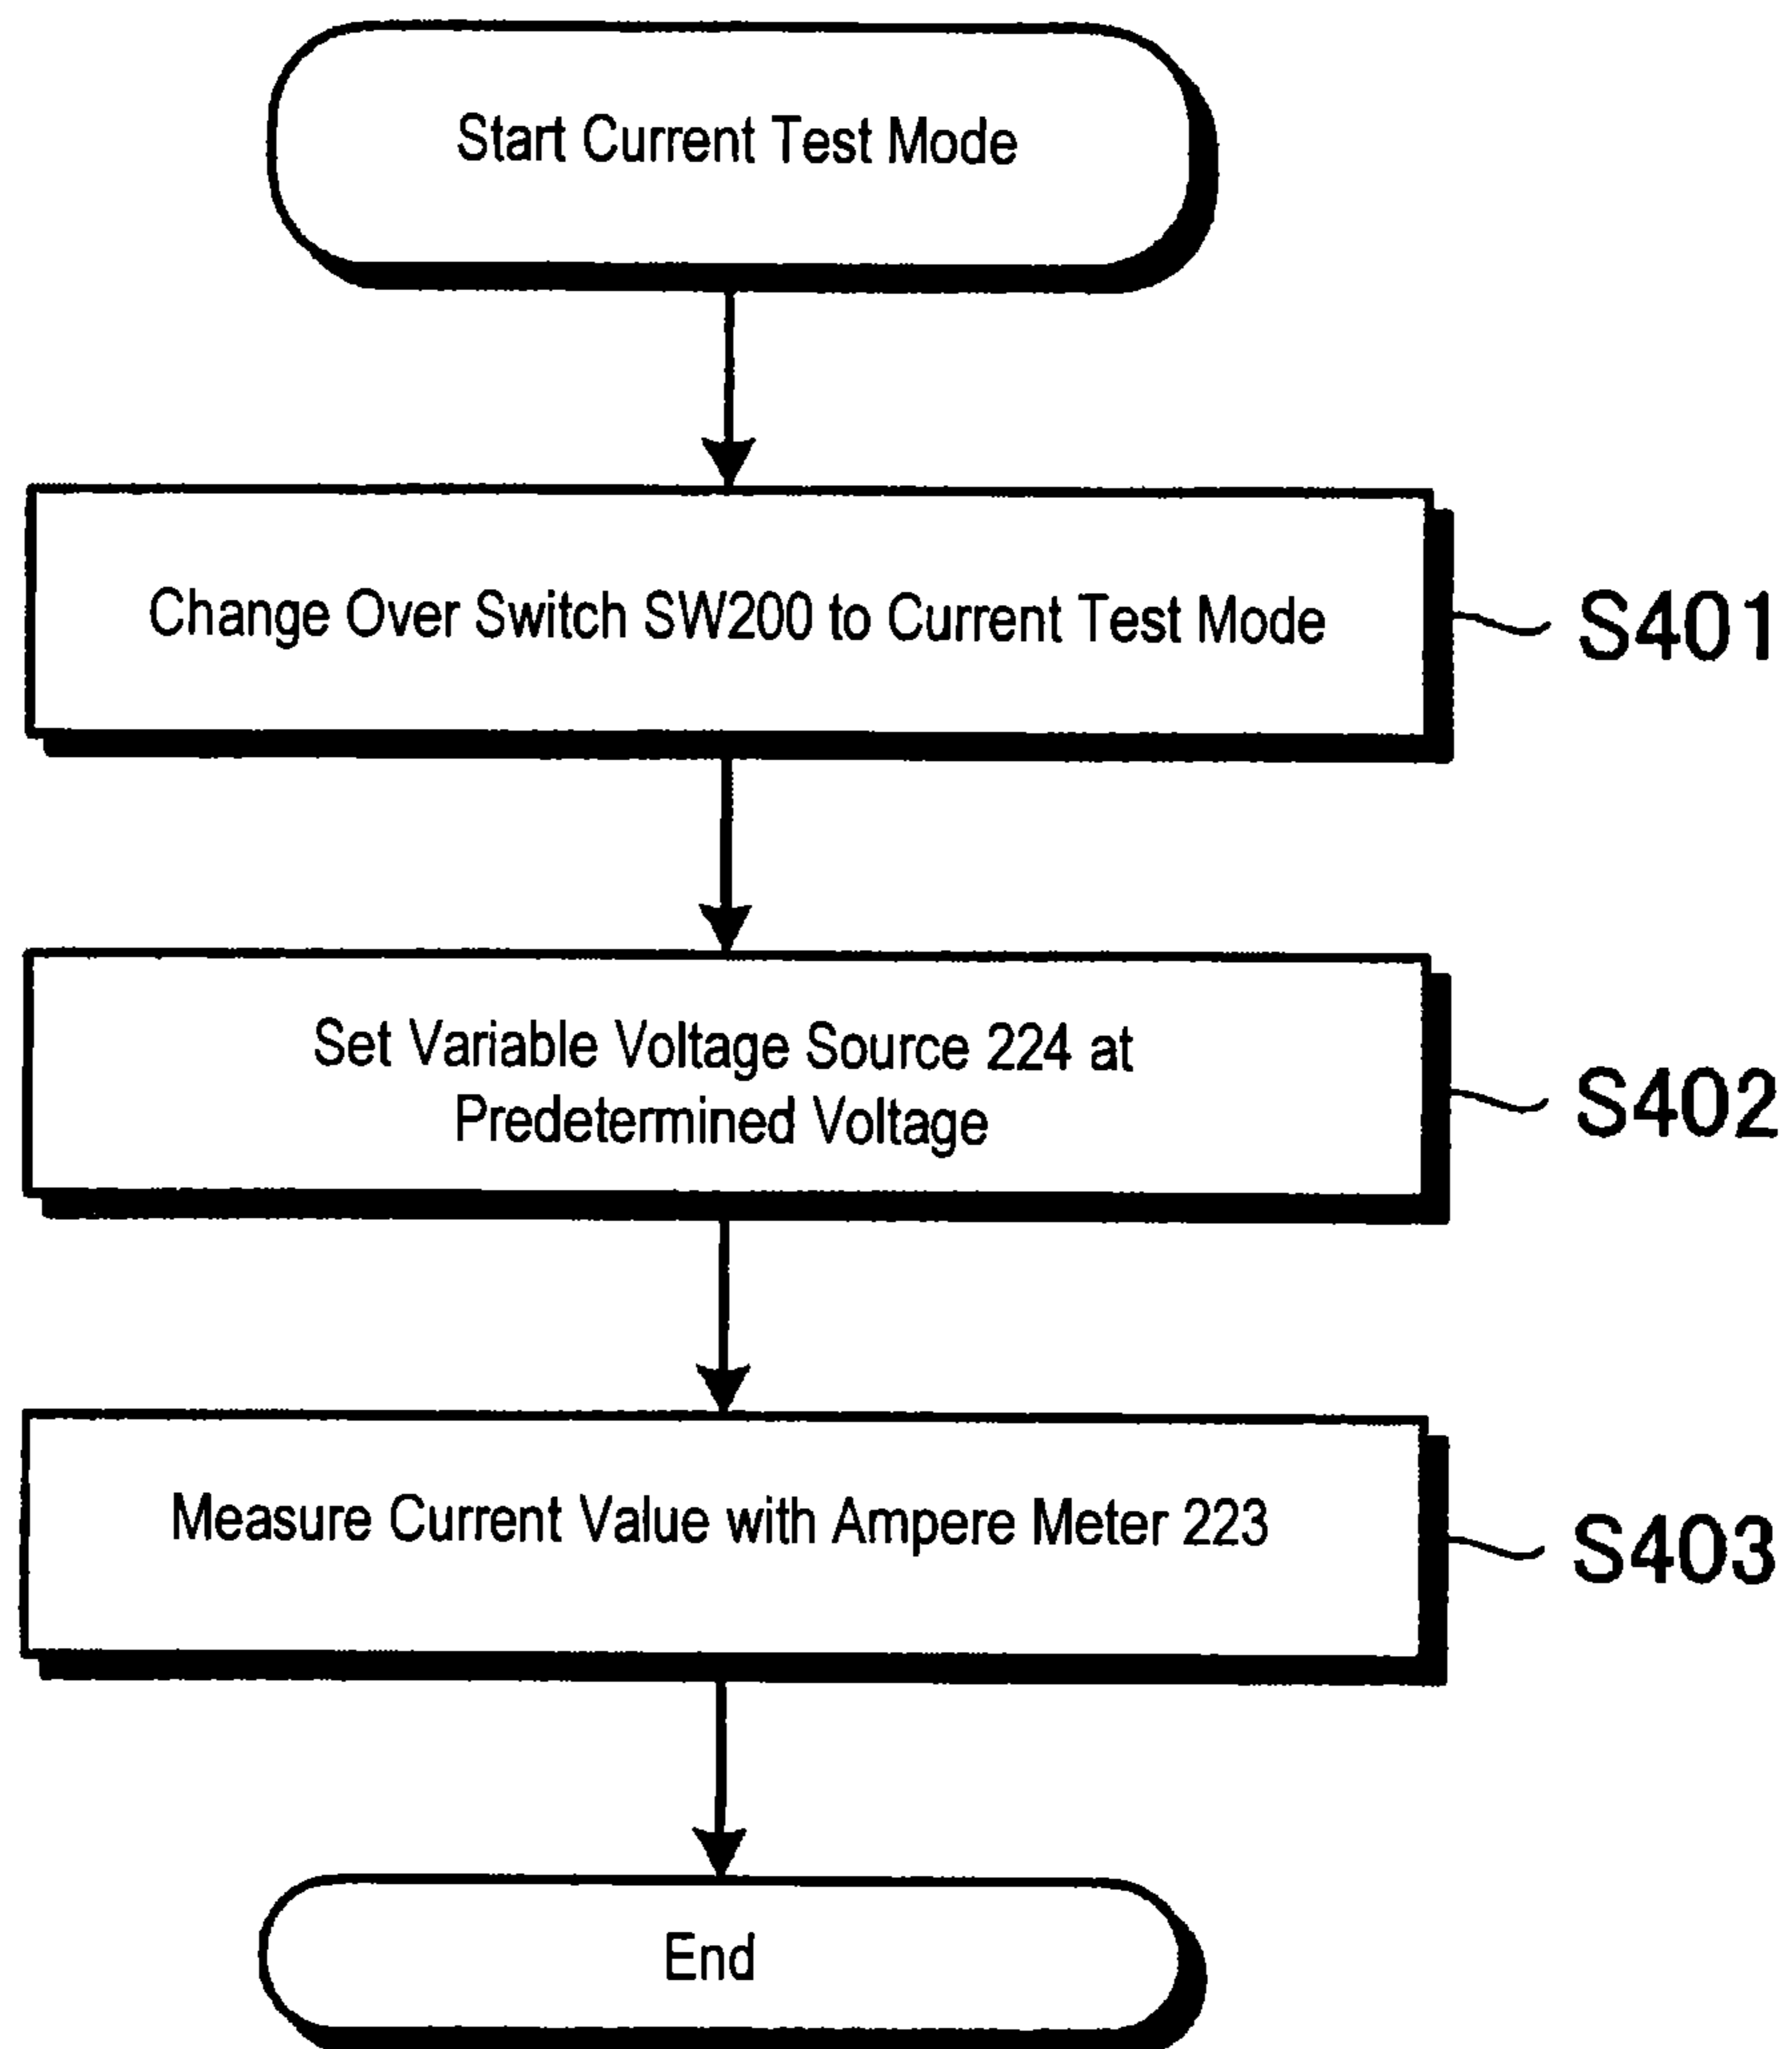 Start Current Test Mode
Change Over Switch SW200 to Current Test Mode
S401
Set Variable Voltage Source 224 at
Predetermined Voltage
S402
Measure Current Value with Ampere Meter 223
S403
End